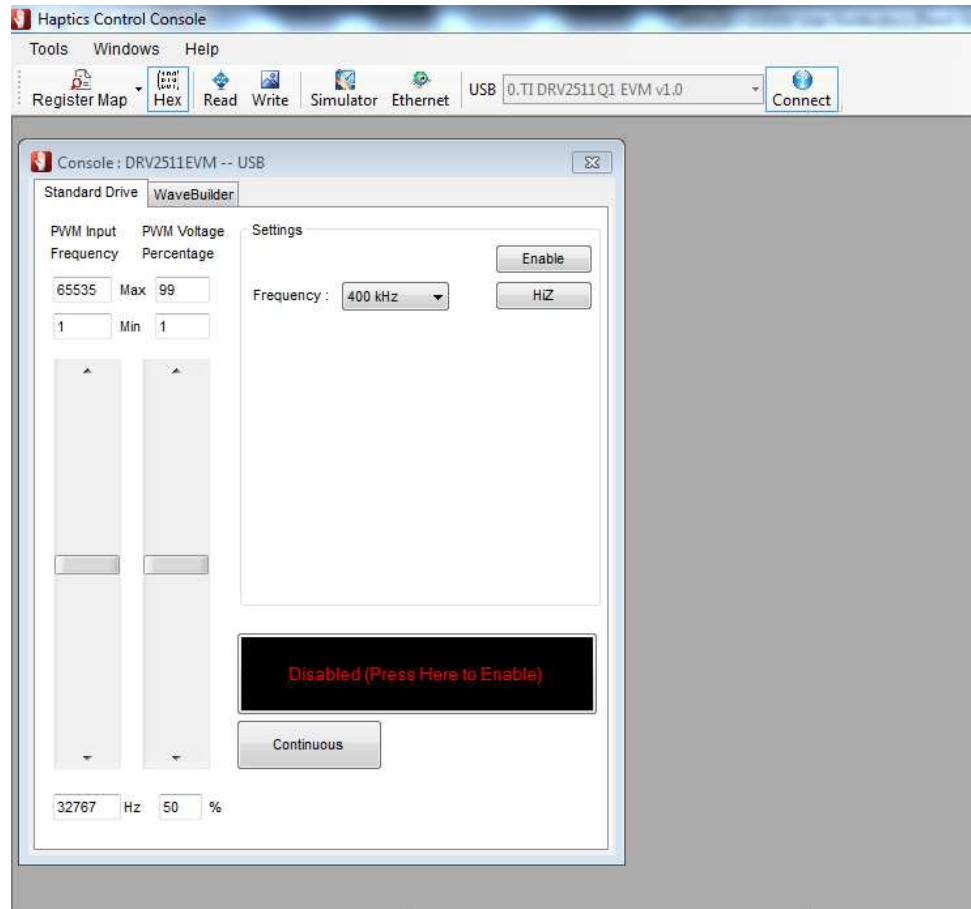 Haptics Control Console
Tools Windows Help
Register Map Hex Read Write Simulator Ethernet USB 0.TI DRV2511Q1 EVM v1.0 Connect
Console : DRV2511EVM -- USB
Standard Drive WaveBuilder
PWM Input PWM Voltage Settings
Frequency Percentage Enable
65535 Max 99 Frequency : 400 kHz HiZ
1 Min 1
Disabled (Press Here to Enable)
Continuous
32767 Hz 50 %